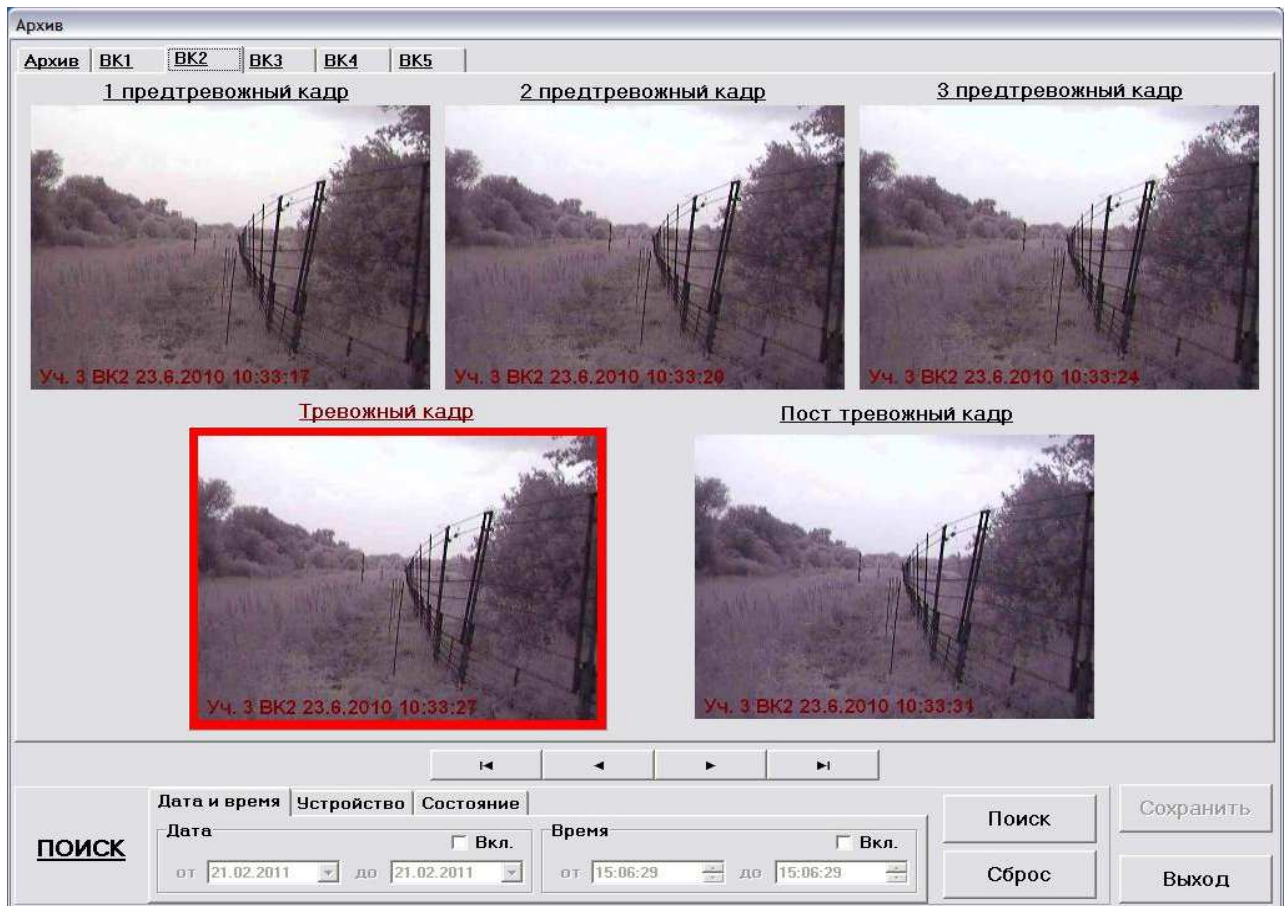 Архив
Архив ВК1 ВК2 ВК3 ВК4 ВК5
1 предтревожный кадр 2 предтревожный кадр 3 предтревожный кадр
Уч. 3 ВК2 23.6.2010 10:33:17 Уч. 3 ВК2 23.6.2010 10:33:20 Уч. 3 ВК2 23.6.2010 10:33:24
Тревожный кадр Пост тревожный кадр
Уч. 3 ВК2 23.6.2010 10:33:27 Уч. 3 ВК2 23.6.2010 10:33:31
ПОИСК
Дата и время Устройство Состояние
Дата Вкл. Время Вкл.
от 21.02.2011 до 21.02.2011 от 15:06:29 до 15:06:29
Поиск Сохранить
Сброс Выход